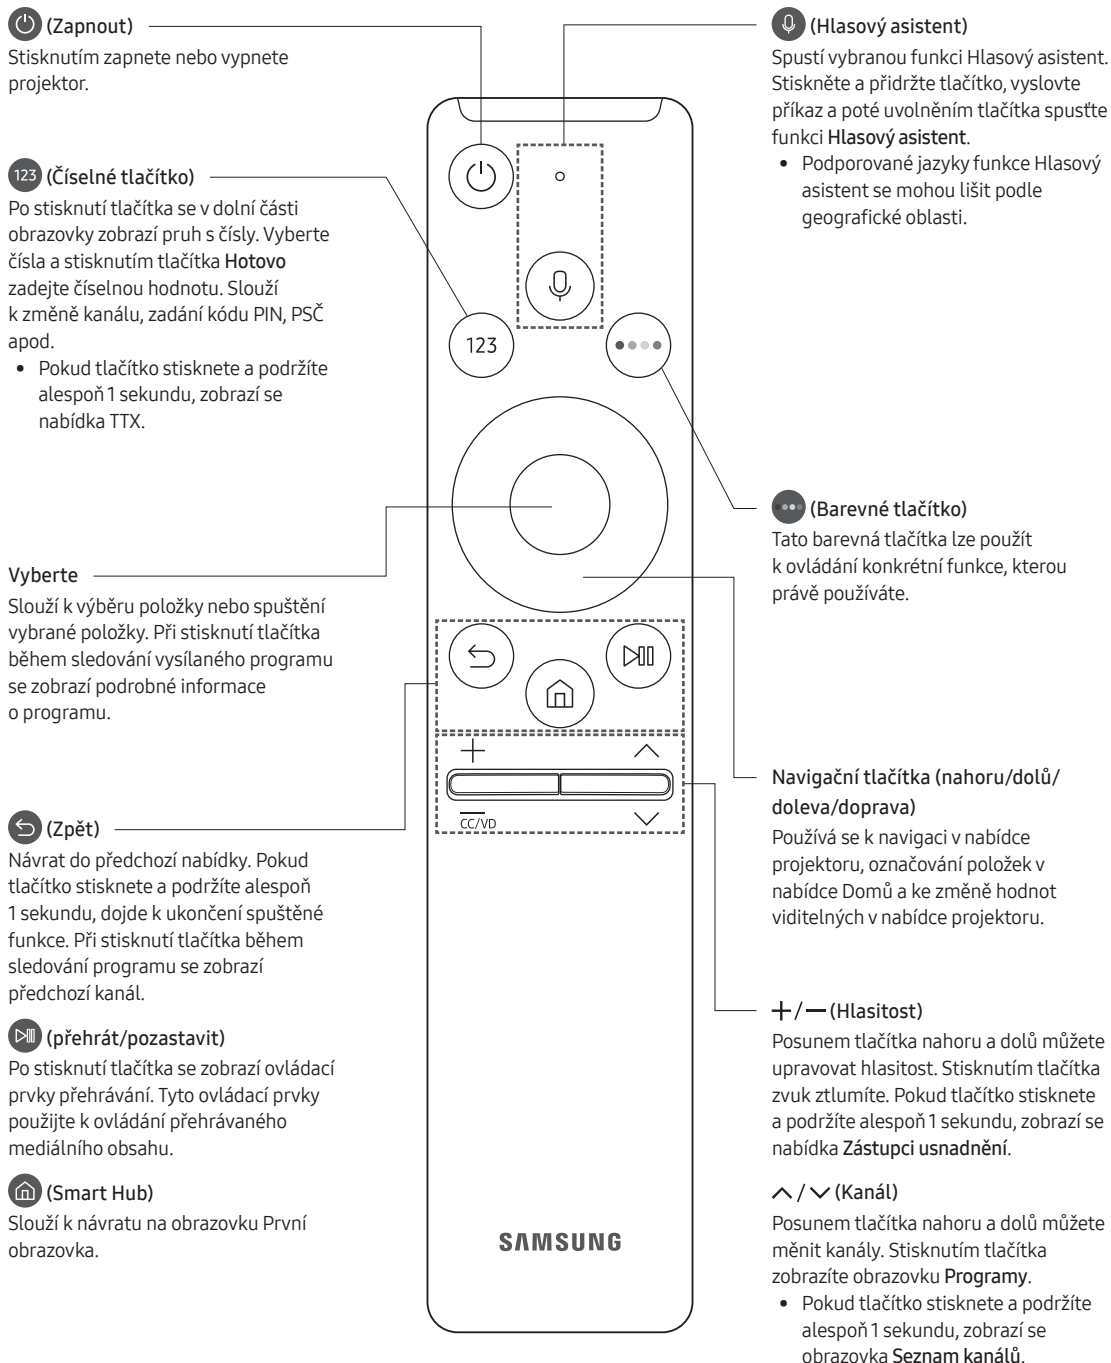 (Zapnout)
Stisknutím zapnete nebo vypnete
projektor.
123 (Číselné tlačítko)
Po stisknutí tlačítka se v dolní části
obrazovky zobrazí pruh s čísly. Vyberte
čísla a stisknutím tlačítka Hotovo
zadejte číselnou hodnotu. Slouží
k změně kanálu, zadání kódu PIN, PSČ
apod.
• Pokud tlačítko stisknete a podržíte
alespoň 1 sekundu, zobrazí se
nabídka TTX.
Vyberte
Slouží k výběru položky nebo spuštění
vybrané položky. Při stisknutí tlačítka
během sledování vysílaného programu
se zobrazí podrobné informace
o programu.
(Zpět)
Návrat do předchozí nabídky. Pokud
tlačítko stisknete a podržíte alespoň
1 sekundu, dojde k ukončení spuštěné
funkce. Při stisknutí tlačítka během
sledování programu se zobrazí
předchozí kanál.
(přehrát/pozastavit)
Po stisknutí tlačítka se zobrazí ovládací
prvky přehrávání. Tyto ovládací prvky
použijte k ovládání přehrávaného
mediálního obsahu.
(Smart Hub)
Slouží k návratu na obrazovku První
obrazovka.
123
CC/VD
SAMSUNG
(Hlasový asistent)
Spustí vybranou funkci Hlasový asistent.
Stiskněte a přidržte tlačítko, vyslovte
příkaz a poté uvolněním tlačítka spusťte
funkci Hlasový asistent.
• Podporované jazyky funkce Hlasový
asistent se mohou lišit podle
geografické oblasti.
(Barevné tlačítko)
Tato barevná tlačítka lze použít
k ovládání konkrétní funkce, kterou
právě používáte.
Navigační tlačítka (nahoru/dolů/
doleva/doprava)
Používá se k navigaci v nabídce
projektoru, označování položek v
nabídce Domů a ke změně hodnot
viditelných v nabídce projektoru.
+/− (Hlasitost)
Posunem tlačítka nahoru a dolů můžete
upravovat hlasitost. Stisknutím tlačítka
zvuk ztlumíte. Pokud tlačítko stisknete
a podržíte alespoň 1 sekundu, zobrazí se
nabídka Zástupci usnadnění.
/ (Kanál)
Posunem tlačítka nahoru a dolů můžete
měnit kanály. Stisknutím tlačítka
zobrazíte obrazovku Programy.
• Pokud tlačítko stisknete a podržíte
alespoň 1 sekundu, zobrazí se
obrazovka Seznam kanálů.